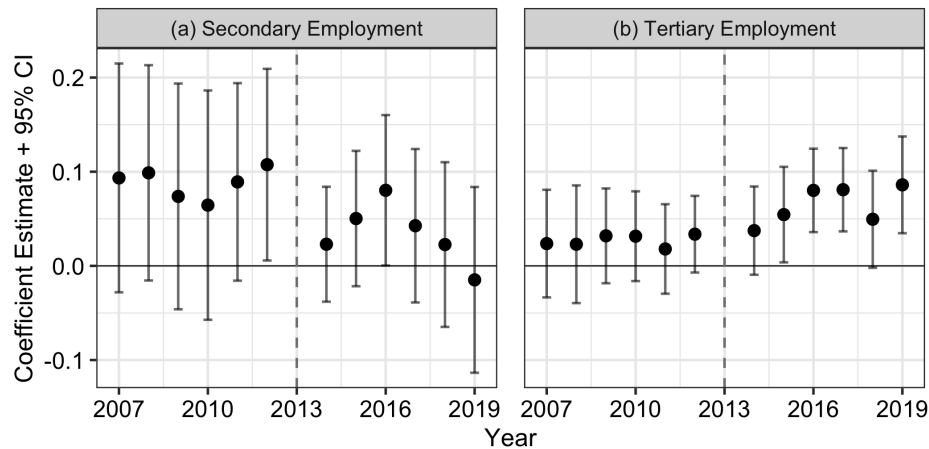 (a) Secondary Employment
(b) Tertiary Employment
Coefficient Estimate + 95% CI
0.2
0.1
0.0
-0.1
2007 2010 2013 2016 2019
2007 2010 2013 2016 2019
Year